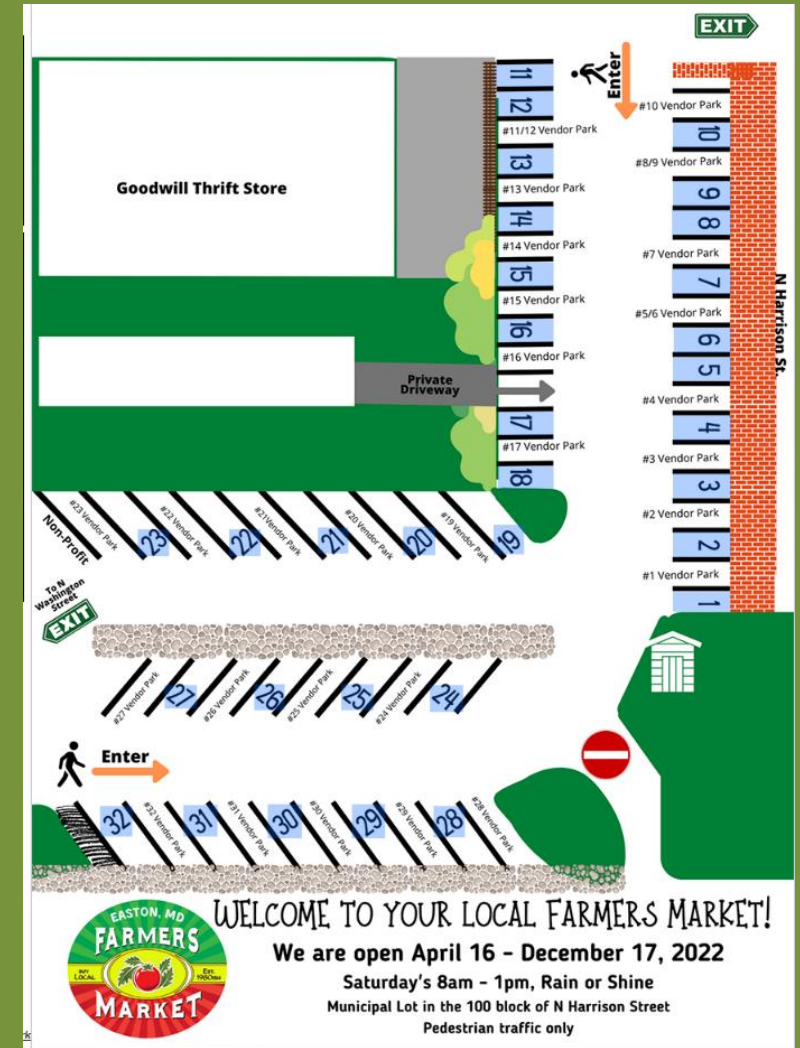 EXIT
Enter
11
12
#11/12 Vendor Park
13
#13 Vendor Park
14
#14 Vendor Park
15
#15 Vendor Park
16
#16 Vendor Park
17
#17 Vendor Park
18
#10 Vendor Park
10
#8/9 Vendor Park
9
8
#7 Vendor Park
7
#5/6 Vendor Park
6
5
#4 Vendor Park
4
#3 Vendor Park
3
#2 Vendor Park
2
#1 Vendor Park
1
N Harrison St.
Goodwill Thrift Store
Private
Driveway
Non-Profit
#23 Vendor Park
23
#22 Vendor Park
22
#21Vendor Park
21
#20 Vendor Park
20
#19 Vendor Park
19
To N
Washington
Street
EXIT
#27 Vendor Park
27
#26 Vendor Park
26
#25 Vendor Park
25
#24 Vendor Park
24
Enter
32
#32 Vendor Park
31
#31 Vendor Park
30
#30 Vendor Park
29
#29 Vendor Park
28
#28 Vendor Park
EASTON, MD
FARMERS
BUY
LOCAL
Est.
1980ish
MARKET
WELCOME TO YOUR LOCAL FARMERS MARKET!
We are open April 16 - December 17, 2022
Saturday's 8am - 1pm, Rain or Shine
Municipal Lot in the 100 block of N Harrison Street
Pedestrian traffic only